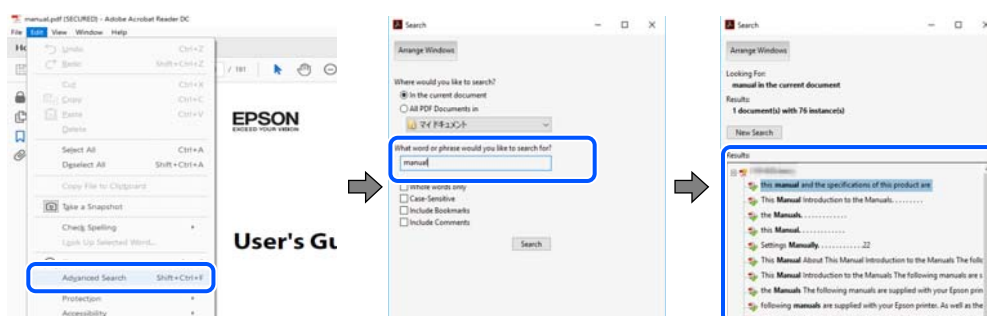 manual.pdf (SECURED) - Adobe Acrobat Reader DC
File Edit View Window Help
Undo Ctrl+Z
Redo Shift+Ctrl+Z
Cut Ctrl+X
Copy Ctrl+C
Paste Ctrl+V
Delete
Select All Ctrl+A
Deselect All Shift+Ctrl+A
Copy File to Clipboard
Take a Snapshot
Check Spelling
Look Up Selected Word...
Advanced Search Shift+Ctrl+F
Protection
Accessibility
/ 191
EPSON
EXCEED YOUR VISION
User's Gu
Search
Arrange Windows
Where would you like to search?
In the current document
All PDF Documents in
マイドキュメント
What word or phrase would you like to search for?
manual
Whole words only
Case-Sensitive
Include Bookmarks
Include Comments
Search
Search
Arrange Windows
Looking For:
manual in the current document
Results:
1 document(s) with 76 instance(s)
New Search
Results:
this manual and the specifications of this product are
This Manual Introduction to the Manuals. . . . . . . . .
the Manuals. . . . . . . . . . . . .
this Manual. . . . . . . . . . . . .
Settings Manually. . . . . . . . . . . . .22
This Manual About This Manual Introduction to the Manuals The follo
This Manual Introduction to the Manuals The following manuals are s
the Manuals The following manuals are supplied with your Epson prin
following manuals are supplied with your Epson printer. As well as the